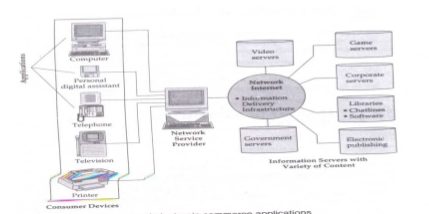 Applications
Computer
Personal
digital assistant
Telephone
Television
Printer
Consumer Devices
Network
Service
Provider
Video
servers
Network
Internet
• Information
Delivery
Infrastructure
Government
servers
Game
servers
Corporate
servers
Libraries
• Chatlines
• Software
Electronic
publishing
Information Servers with
Variety of Content
commerce applications